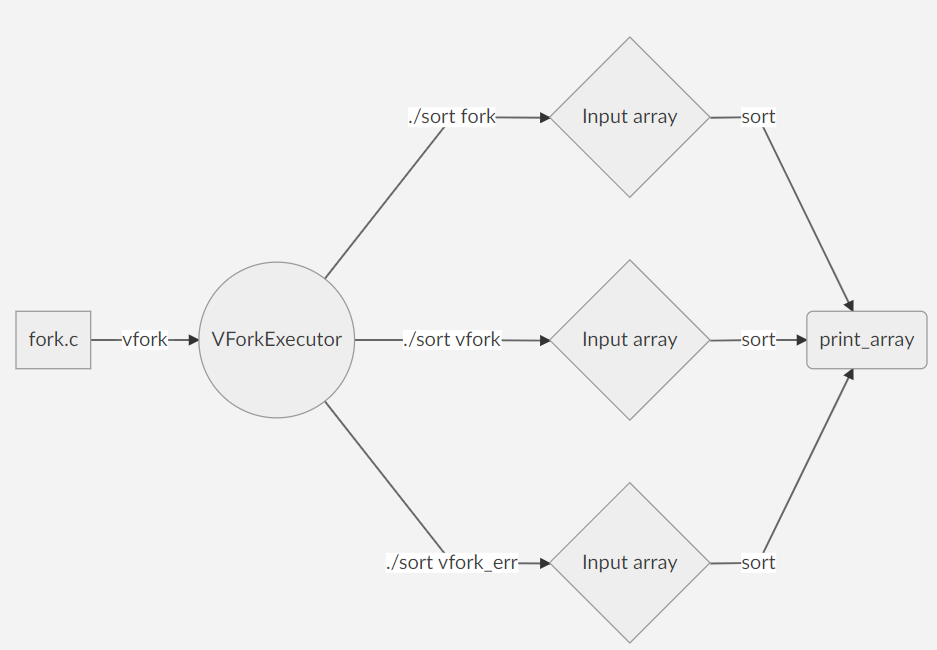 ./sort fork
Input array
sort
fork.c
vfork
VForkExecutor
./sort vfork
Input array
sort
print_array
./sort vfork_err
Input array
sort